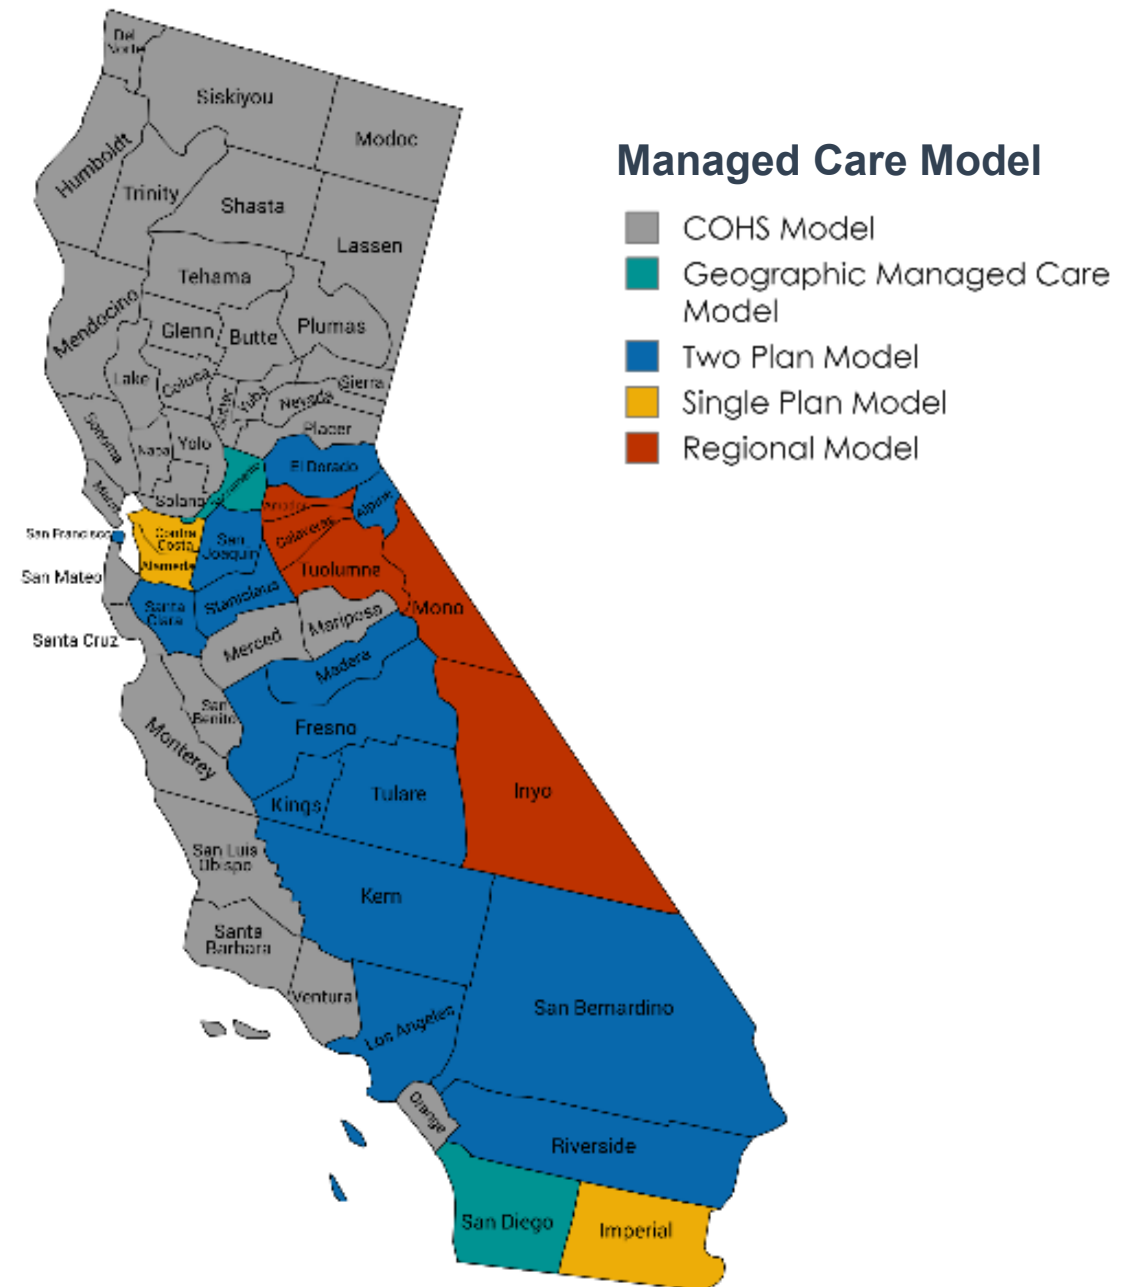 Del
Norte
Siskiyou
Modoc
Humboldt
Trinity
Shasta
Lassen
Tehama
Mendocino
Glenn
Butte
Plumas
Lake
Colusa
Sutter
Yuba
Nevada
Sierra
Placer
Sonoma
Napa
Yolo
El Dorado
Sacramento
Marin
Solano
Amador
Alpine
San Francisco
Contra
Costa
San
Joaquin
Calaveras
Alameda
San Mateo
Tuolumne
Mono
Santa
Clara
Stanislaus
Santa Cruz
Merced
Mariposa
Madera
San
Benito
Monterey
Fresno
Kings
Tulare
Inyo
San Luis
Obispo
Kern
Santa
Barbara
Ventura
Los Angeles
San Bernardino
Orange
Riverside
San Diego
Imperial
Managed Care Model
COHS Model
Geographic Managed Care
Model
Two Plan Model
Single Plan Model
Regional Model